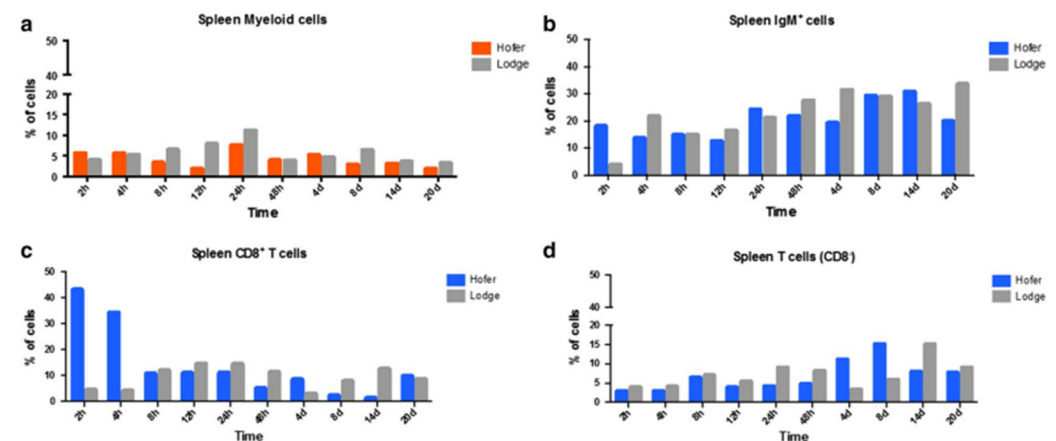 a
Spleen Myeloid cells
50
40
20
15
10
5
0
% of cells
2h 4h 8h 12h 24h 48h 4d 8d 14d 20d
Time
Hofer
Lodge
b
Spleen IgM⁺ cells
50
40
30
20
10
0
% of cells
2h 4h 8h 12h 24h 48h 4d 8d 14d 20d
Time
Hofer
Lodge
c
Spleen CD8⁺ T cells
50
40
30
20
10
0
% of cells
2h 4h 8h 12h 24h 48h 4d 8d 14d 20d
Time
Hofer
Lodge
d
Spleen T cells (CD8⁻)
50
40
20
15
10
5
0
% of cells
2h 4h 8h 12h 24h 48h 4d 8d 14d 20d
Time
Hofer
Lodge